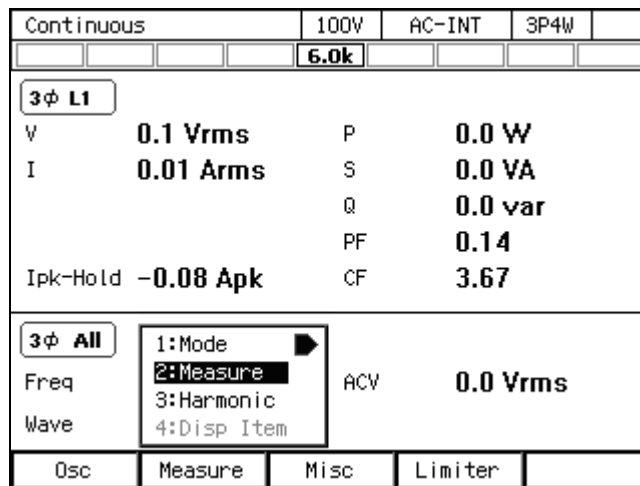 Continuous 100V AC-INT 3P4W
6.0k
3φ L1
V 0.1 Vrms P 0.0 W
I 0.01 Arms S 0.0 VA
Q 0.0 var
PF 0.14
Ipk-Hold -0.08 Apk CF 3.67
3φ All
1:Mode
2:Measure
3:Harmonic
4:Disp Item
Freq
Wave
ACV 0.0 Vrms
Osc Measure Misc Limiter